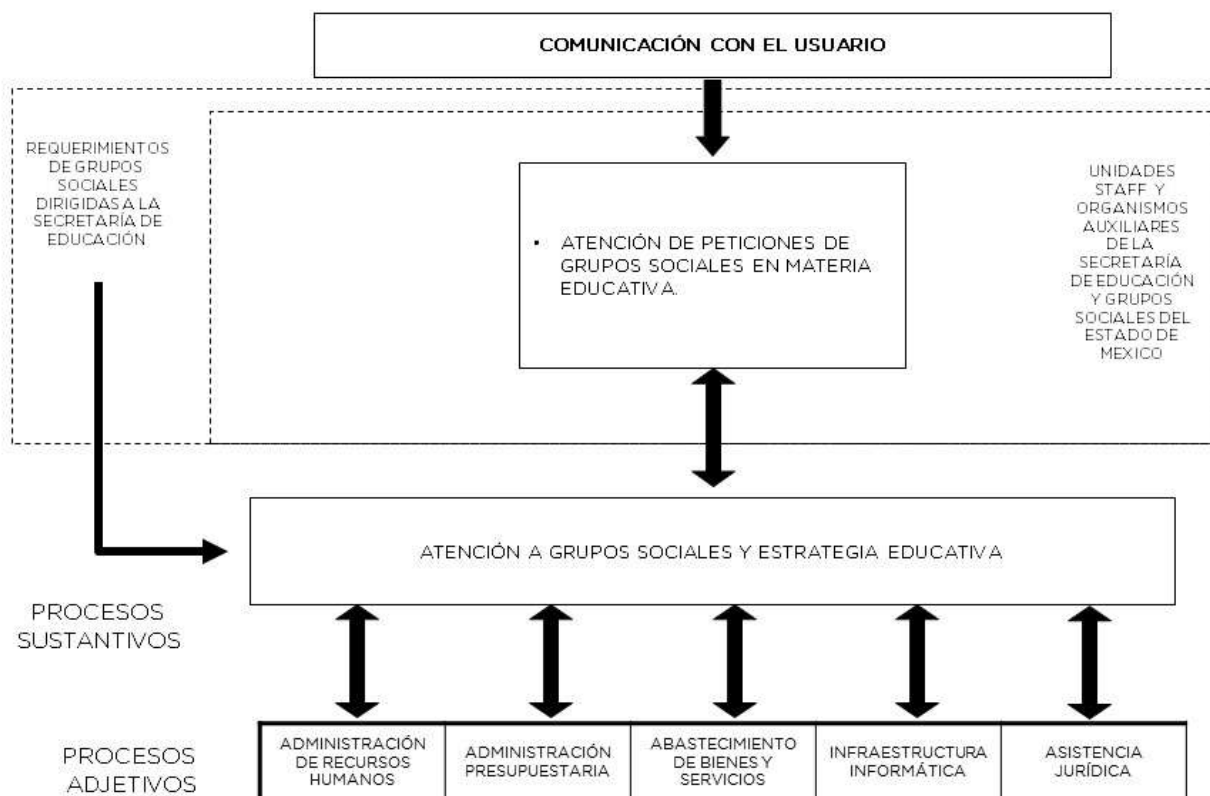 COMUNICACIÓN CON EL USUARIO
REQUERIMIENTOS
DE GRUPOS
SOCIALES
DIRIGIDAS A LA
SECRETARÍA DE
EDUCACIÓN
• ATENCIÓN DE PETICIONES DE
GRUPOS SOCIALES EN MATERIA
EDUCATIVA.
UNIDADES
STAFF Y
ORGANISMOS
AUXILIARES
DE LA
SECRETARÍA
DE EDUCACIÓN
Y GRUPOS
SOCIALES DEL
ESTADO DE
MEXICO
ATENCIÓN A GRUPOS SOCIALES Y ESTRATEGIA EDUCATIVA
PROCESOS
SUSTANTIVOS
PROCESOS
ADJETIVOS
ADMINISTRACIÓN
DE RECURSOS
HUMANOS
ADMINISTRACIÓN
PRESUPUESTARIA
ABASTECIMIENTO
DE BIENES Y
SERVICIOS
INFRAESTRUCTURA
INFORMÁTICA
ASISTENCIA
JURÍDICA